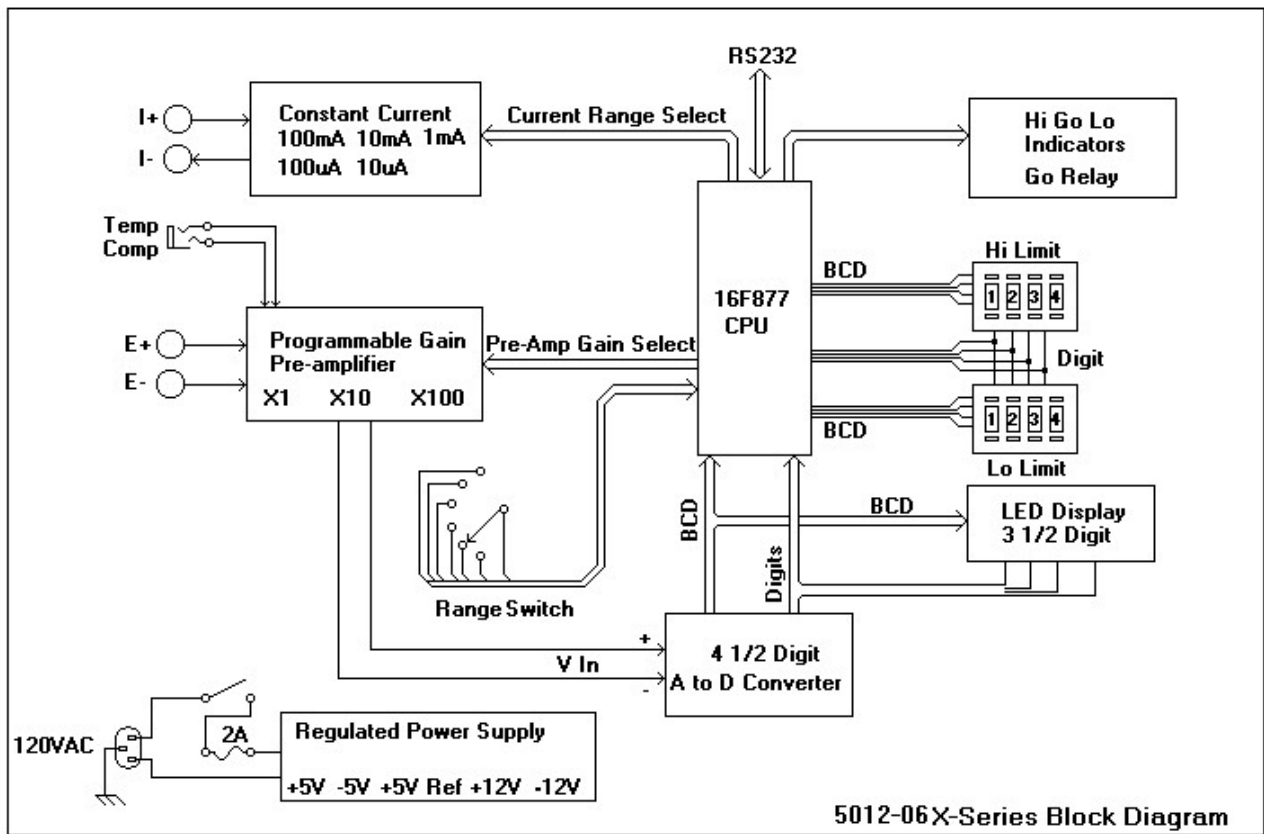 RS232
I+
I-
Constant Current
100mA 10mA 1mA
100uA 10uA
Current Range Select
Hi Go Lo
Indicators
Go Relay
Temp
Comp
16F877
CPU
BCD
Hi Limit
1 2 3 4
E+
E-
Programmable Gain
Pre-amplifier
X1 X10 X100
Pre-Amp Gain Select
Digit
1 2 3 4
BCD
Lo Limit
Range Switch
BCD
BCD
Digits
LED Display
3 1/2 Digit
+
V In
-
4 1/2 Digit
A to D Converter
120VAC
2A
Regulated Power Supply
+5V -5V +5V Ref +12V -12V
5012-06X-Series Block Diagram